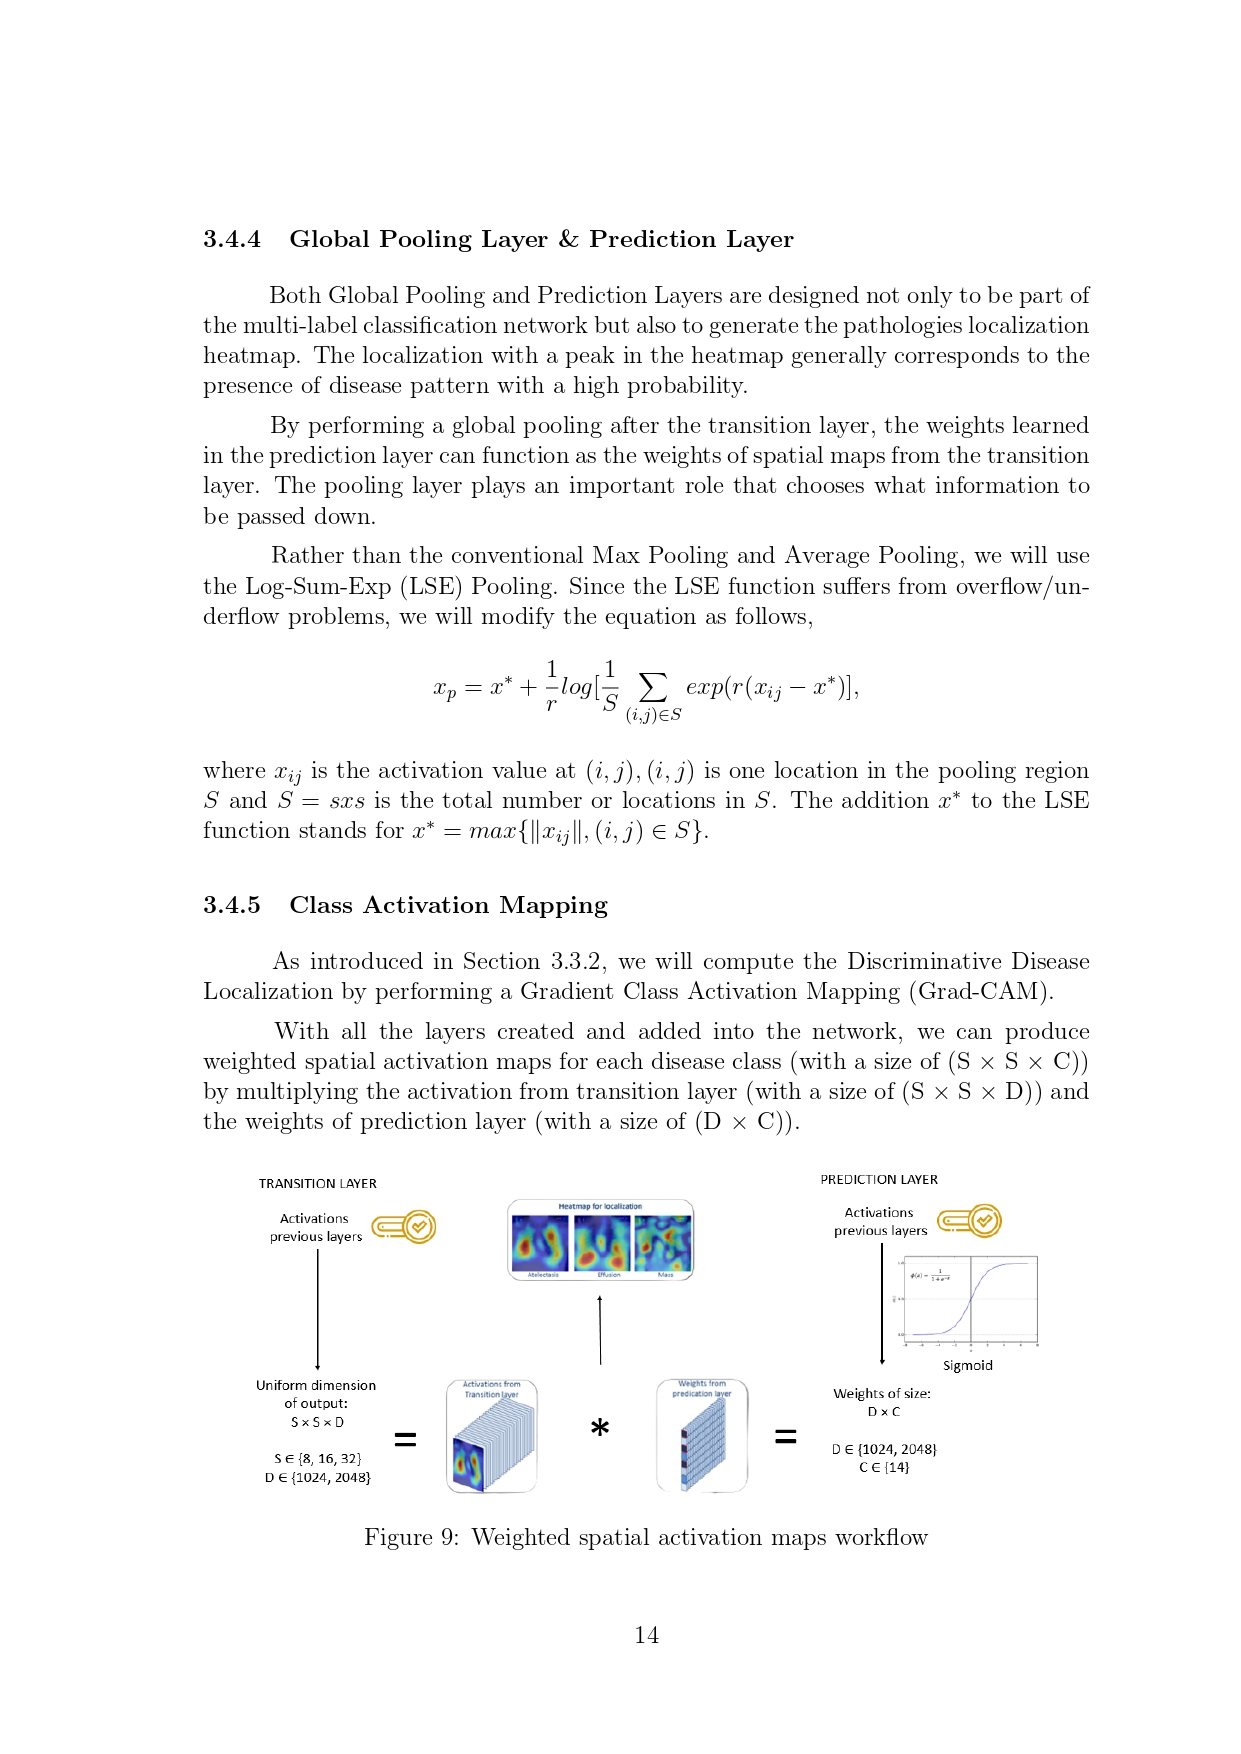 3.4.4 Global Pooling Layer & Prediction Layer
Both Global Pooling and Prediction Layers are designed not only to be part of
the multi-label classification network but also to generate the pathologies localization
heatmap. The localization with a peak in the heatmap generally corresponds to the
presence of disease pattern with a high probability.
By performing a global pooling after the transition layer, the weights learned
in the prediction layer can function as the weights of spatial maps from the transition
layer. The pooling layer plays an important role that chooses what information to
be passed down.
Rather than the conventional Max Pooling and Average Pooling, we will use
the Log-Sum-Exp (LSE) Pooling. Since the LSE function suffers from overflow/un-
derflow problems, we will modify the equation as follows,
x_p = x* + 1/r log[1/S ∑_{(i,j)∈S} exp(r(x_{ij} − x*)],
where x_{ij} is the activation value at (i, j), (i, j) is one location in the pooling region
S and S = sxs is the total number or locations in S. The addition x* to the LSE
function stands for x* = max{‖x_{ij}‖, (i, j) ∈ S}.
3.4.5 Class Activation Mapping
As introduced in Section 3.3.2, we will compute the Discriminative Disease
Localization by performing a Gradient Class Activation Mapping (Grad-CAM).
With all the layers created and added into the network, we can produce
weighted spatial activation maps for each disease class (with a size of (S × S × C))
by multiplying the activation from transition layer (with a size of (S × S × D)) and
the weights of prediction layer (with a size of (D × C)).
TRANSITION LAYER
Activations
previous layers
Uniform dimension
of output:
S × S × D
S ∈ {8, 16, 32}
D ∈ {1024, 2048}
=
Activations from
Transition layer
Heatmap for localization
Atelectasis Effusion Mass
*
Weights from
predication layer
=
PREDICTION LAYER
Activations
previous layers
Sigmoid
Weights of size:
D × C
D ∈ {1024, 2048}
C ∈ {14}
Figure 9: Weighted spatial activation maps workflow
14